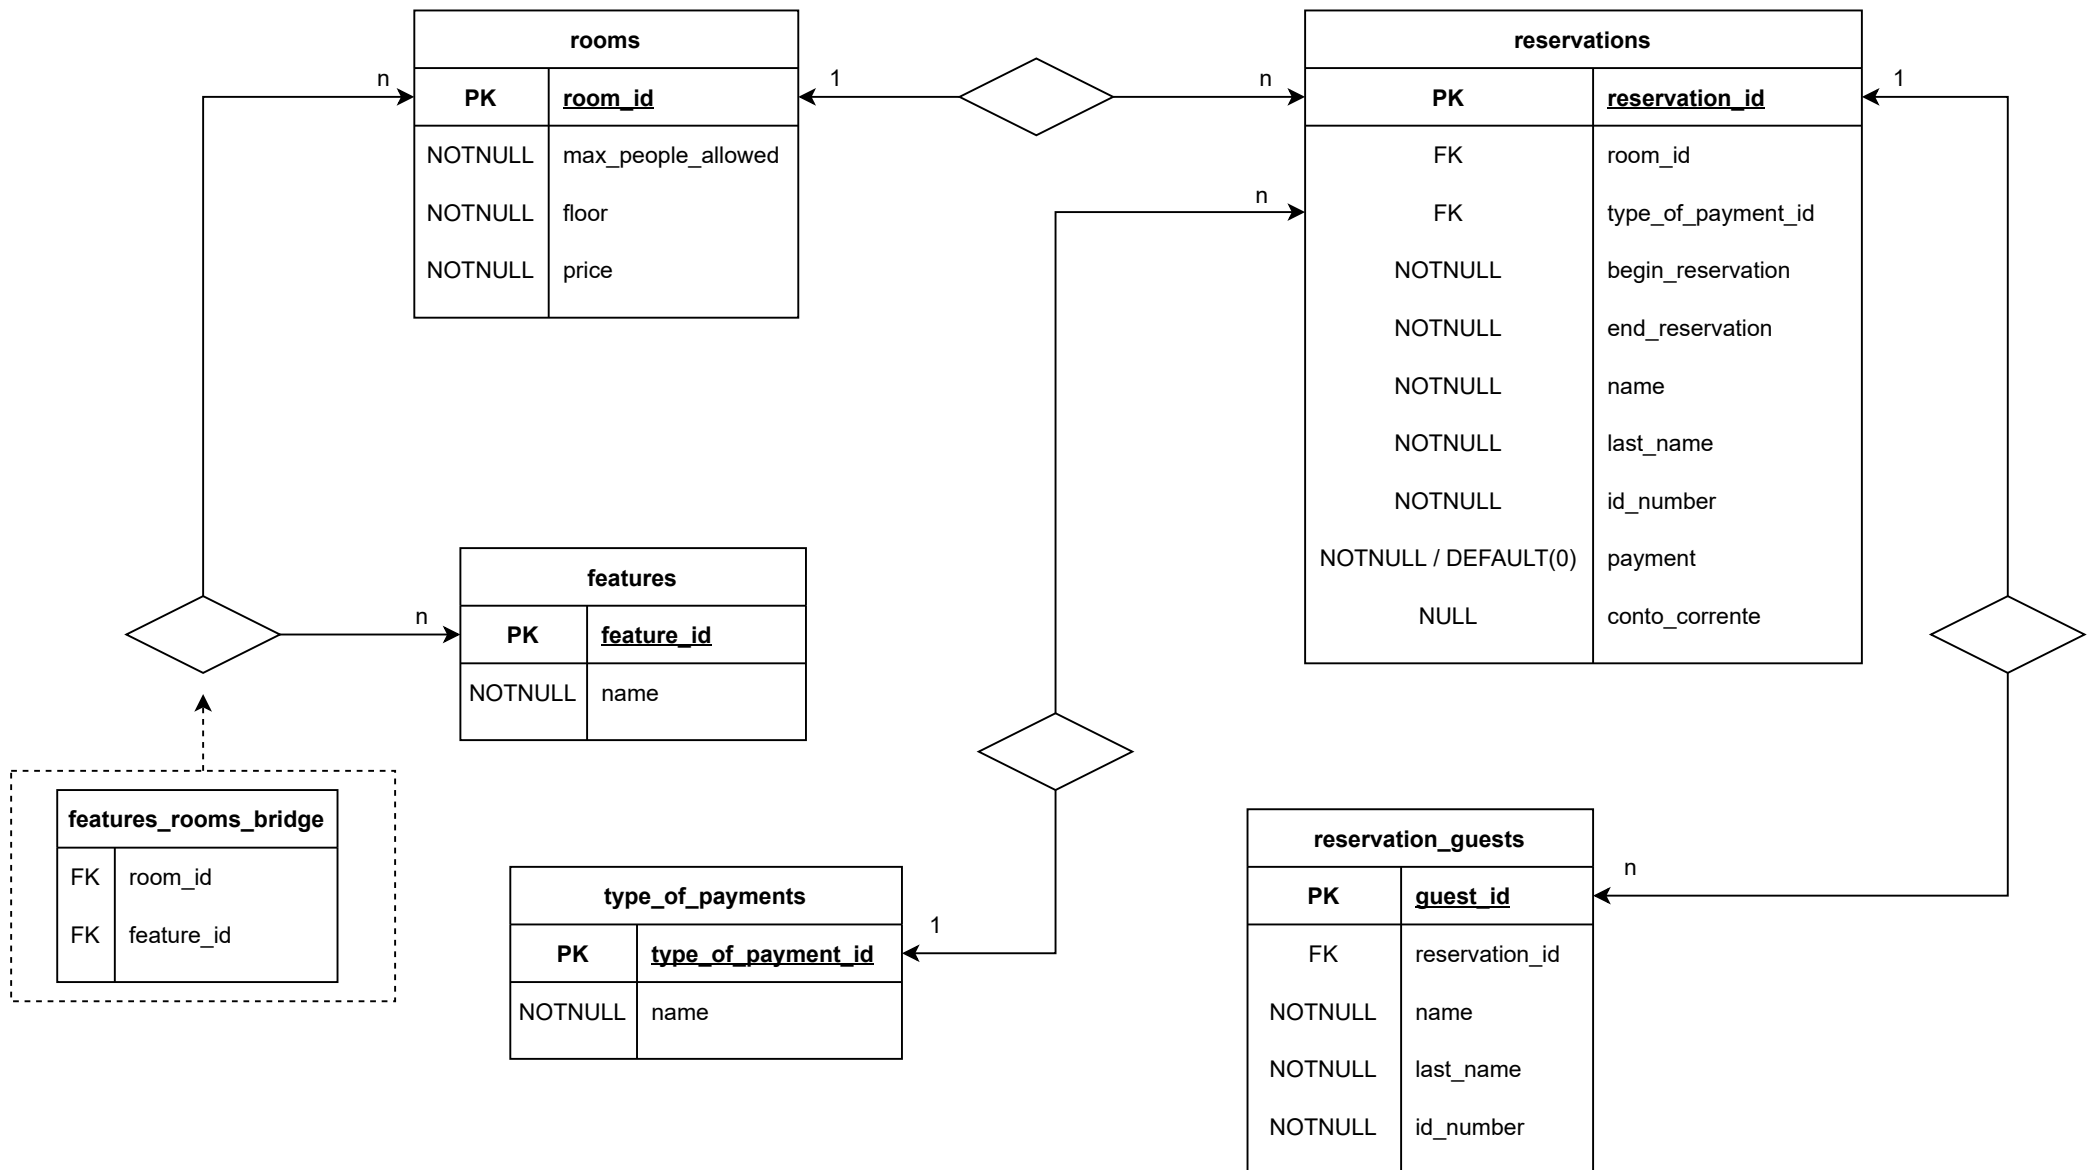 rooms
PK room_id
NOTNULL max_people_allowed
NOTNULL floor
NOTNULL price
n
1
n
reservations
PK reservation_id
FK room_id
FK type_of_payment_id
NOTNULL begin_reservation
NOTNULL end_reservation
NOTNULL name
NOTNULL last_name
NOTNULL id_number
NOTNULL / DEFAULT(0) payment
NULL conto_corrente
1
n
features
PK feature_id
NOTNULL name
n
features_rooms_bridge
FK room_id
FK feature_id
type_of_payments
PK type_of_payment_id
NOTNULL name
1
reservation_guests
PK guest_id
FK reservation_id
NOTNULL name
NOTNULL last_name
NOTNULL id_number
n